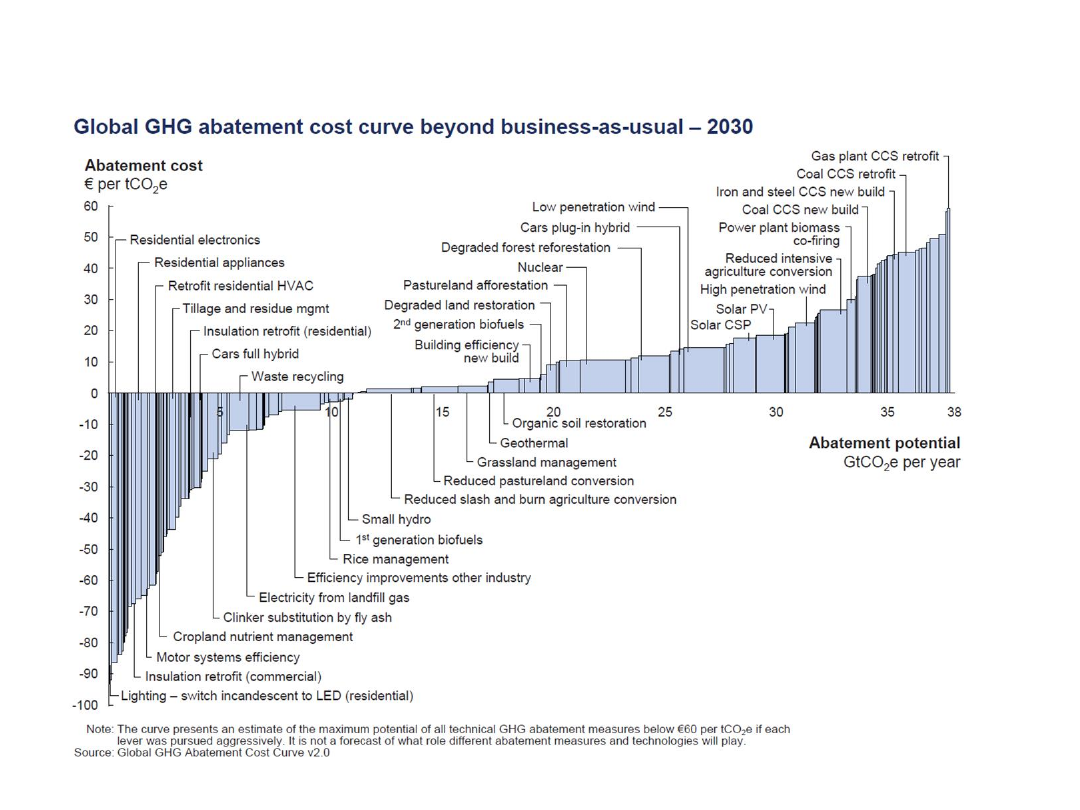 Global GHG abatement cost curve beyond business-as-usual – 2030
Abatement cost
€ per tCO2e
Gas plant CCS retrofit
Coal CCS retrofit
Iron and steel CCS new build
Coal CCS new build
Power plant biomass
co-firing
Reduced intensive
agriculture conversion
High penetration wind
Solar PV
Solar CSP
Low penetration wind
Cars plug-in hybrid
Degraded forest reforestation
Nuclear
Pastureland afforestation
Degraded land restoration
2nd generation biofuels
Building efficiency
new build
Residential electronics
Residential appliances
Retrofit residential HVAC
Tillage and residue mgmt
Insulation retrofit (residential)
Cars full hybrid
Waste recycling
60
50
40
30
20
10
0
-10
-20
-30
-40
-50
-60
-70
-80
-90
-100
5
10
15
20
25
30
35
38
Abatement potential
GtCO2e per year
Organic soil restoration
Geothermal
Grassland management
Reduced pastureland conversion
Reduced slash and burn agriculture conversion
Small hydro
1st generation biofuels
Rice management
Efficiency improvements other industry
Electricity from landfill gas
Clinker substitution by fly ash
Cropland nutrient management
Motor systems efficiency
Insulation retrofit (commercial)
Lighting – switch incandescent to LED (residential)
Note: The curve presents an estimate of the maximum potential of all technical GHG abatement measures below €60 per tCO2e if each
lever was pursued aggressively. It is not a forecast of what role different abatement measures and technologies will play.
Source: Global GHG Abatement Cost Curve v2.0